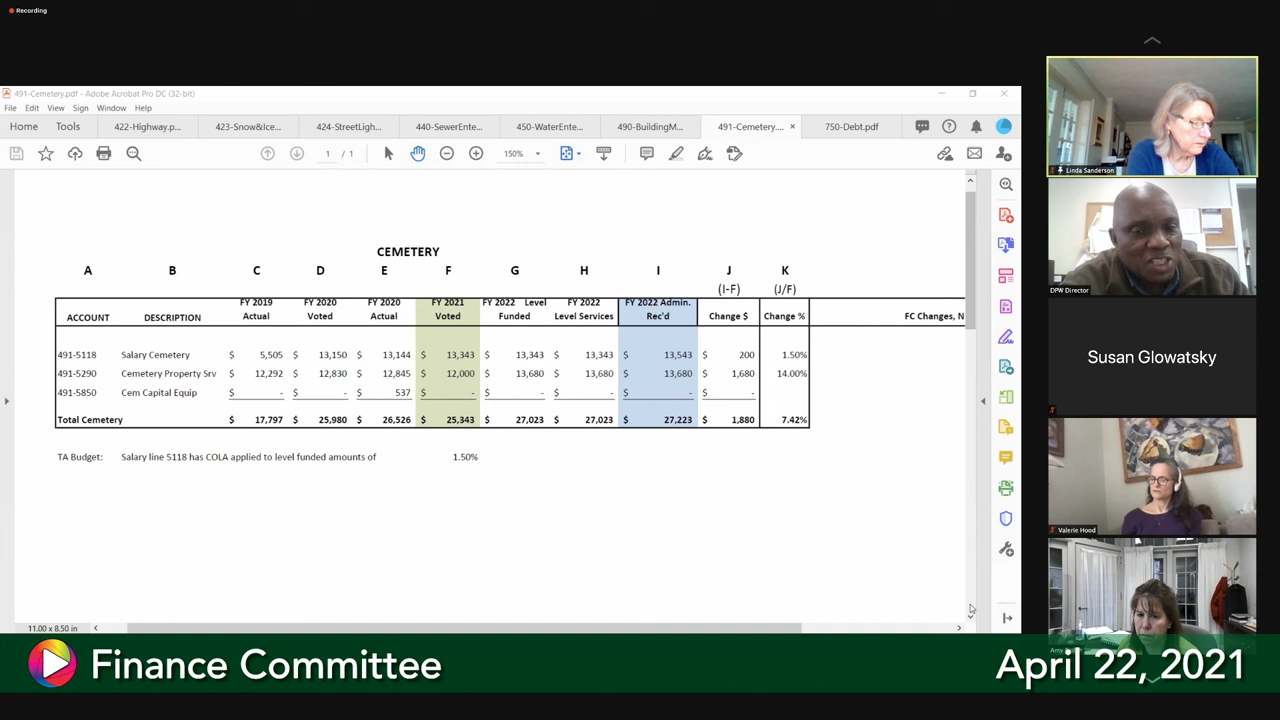 Recording
491-Cemetery.pdf - Adobe Acrobat Pro DC (32-bit)
File Edit View Sign Window Help
Home Tools 422-Highway.p... 423-Snow&Ice... 424-StreetLigh... 440-SewerEnte... 450-WaterEnte... 490-BuildingM... 491-Cemetery.... × 750-Debt.pdf
1 / 1 150%
CEMETERY
A B C D E F G H I J K
(I-F) (J/F)
FY 2019 FY 2020 FY 2020 FY 2021 FY 2022 Level FY 2022 FY 2022 Admin.
ACCOUNT DESCRIPTION Actual Voted Actual Voted Funded Level Services Rec'd Change $ Change % FC Changes, N
491-5118 Salary Cemetery $ 5,505 $ 13,150 $ 13,144 $ 13,343 $ 13,343 $ 13,343 $ 13,543 $ 200 1.50%
491-5290 Cemetery Property Srv $ 12,292 $ 12,830 $ 12,845 $ 12,000 $ 13,680 $ 13,680 $ 13,680 $ 1,680 14.00%
491-5850 Cem Capital Equip $ - $ - $ 537 $ - $ - $ - $ - $ -
Total Cemetery $ 17,797 $ 25,980 $ 26,526 $ 25,343 $ 27,023 $ 27,023 $ 27,223 $ 1,880 7.42%
TA Budget: Salary line 5118 has COLA applied to level funded amounts of 1.50%
11.00 x 8.50 in
Linda Sanderson
DPW Director
Susan Glowatsky
Valerie Hood
Amy
Finance Committee
April 22, 2021